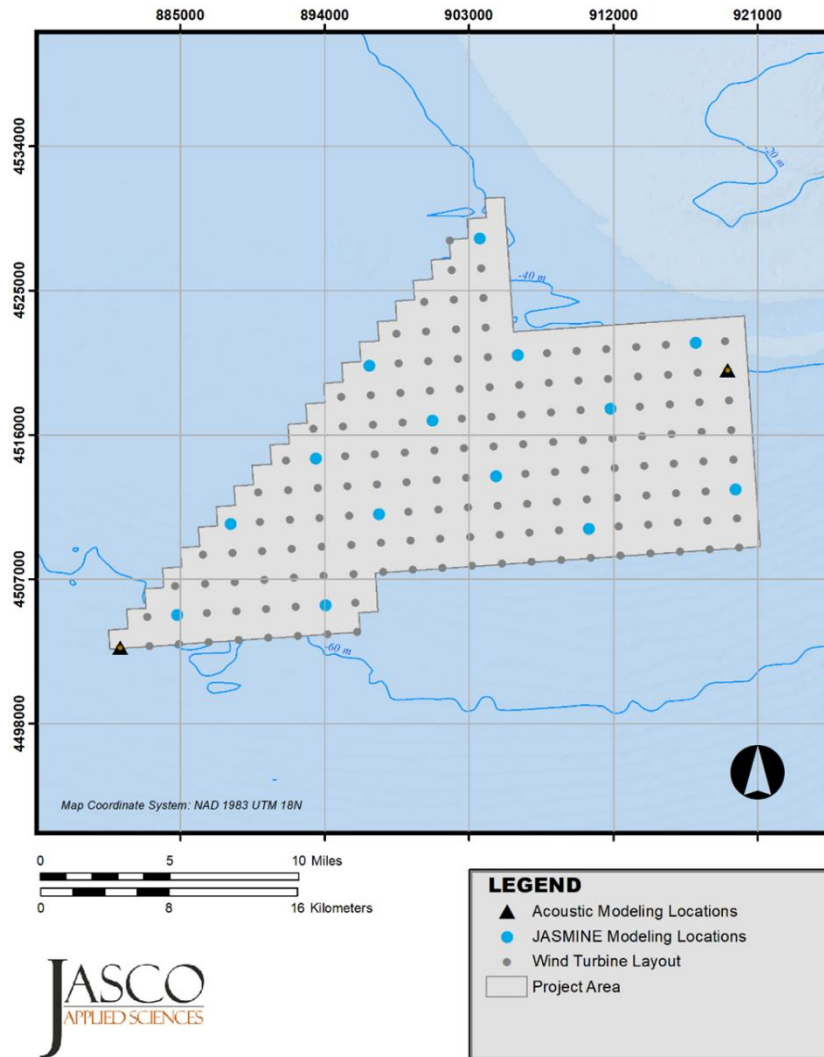 885000 894000 903000 912000 921000
4534000
-20 m
4525000
-40 m
4516000
4507000
-60 m
4498000
Map Coordinate System: NAD 1983 UTM 18N
0 5 10 Miles
0 8 16 Kilometers
LEGEND
Acoustic Modeling Locations
JASMINE Modeling Locations
Wind Turbine Layout
Project Area
JASCO
APPLIED SCIENCES